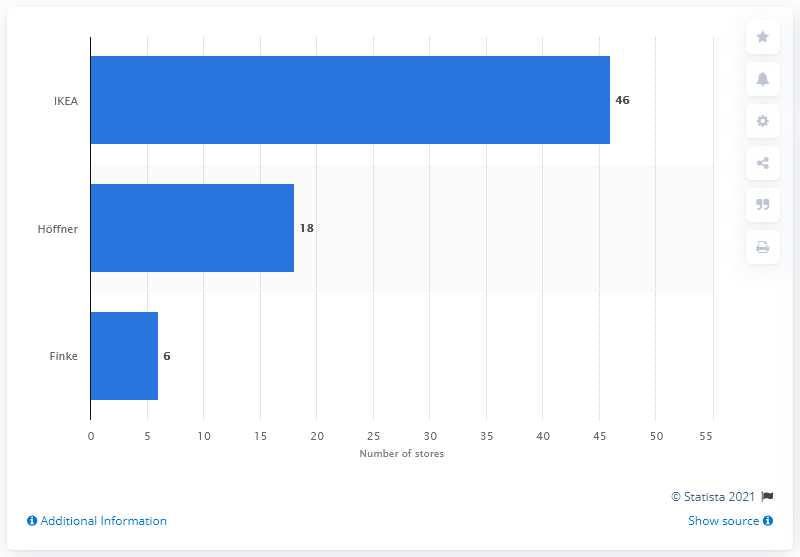 IKEA
46
Höffner
18
Finke
6
0 5 10 15 20 25 30 35 40 45 50 55
Number of stores
© Statista 2021
Additional Information
Show source